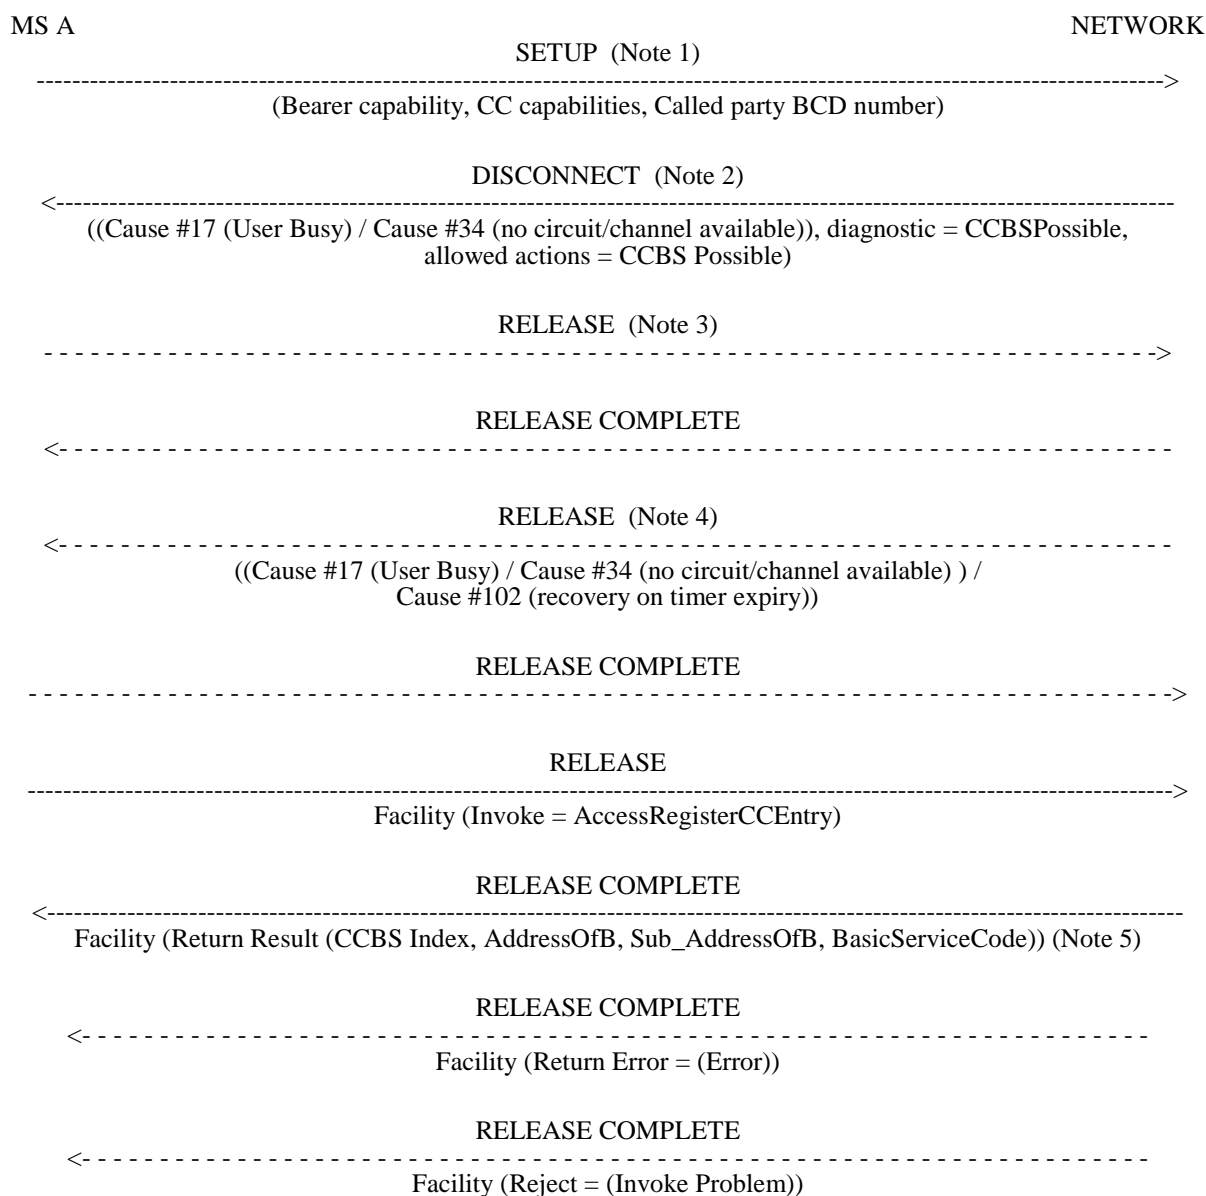 MS A NETWORK
SETUP (Note 1)
(Bearer capability, CC capabilities, Called party BCD number)
DISCONNECT (Note 2)
((Cause #17 (User Busy) / Cause #34 (no circuit/channel available)), diagnostic = CCBSPossible,
allowed actions = CCBS Possible)
RELEASE (Note 3)
RELEASE COMPLETE
RELEASE (Note 4)
((Cause #17 (User Busy) / Cause #34 (no circuit/channel available) ) /
Cause #102 (recovery on timer expiry))
RELEASE COMPLETE
RELEASE
Facility (Invoke = AccessRegisterCCEntry)
RELEASE COMPLETE
Facility (Return Result (CCBS Index, AddressOfB, Sub_AddressOfB, BasicServiceCode)) (Note 5)
RELEASE COMPLETE
Facility (Return Error = (Error))
RELEASE COMPLETE
Facility (Reject = (Invoke Problem))